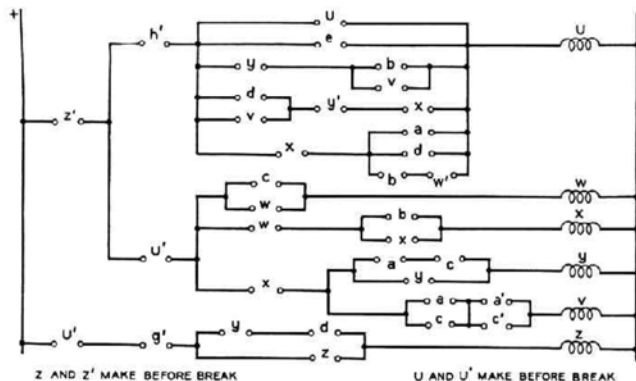 +
U
h'
e
U
y
b
v
d
v
y'
x
z'
a
x
d
b
w'
c
w
w
w
b
x
x
U'
a
c
y
y
x
a
a'
c
c'
v
U'
g'
y
d
z
z
Z AND Z' MAKE BEFORE BREAK
U AND U' MAKE BEFORE BREAK